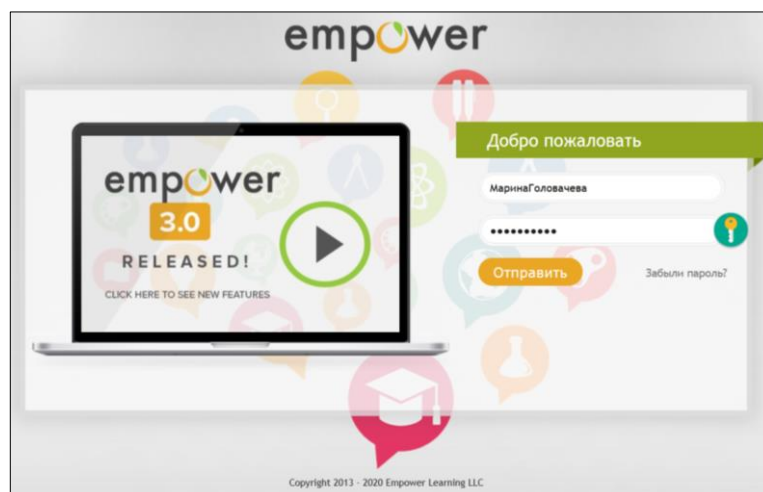 empower
Добро пожаловать
empower
3.0
RELEASED!
CLICK HERE TO SEE NEW FEATURES
МаринаГоловачева
••••••••••
Отправить
Забыли пароль?
Copyright 2013 - 2020 Empower Learning LLC